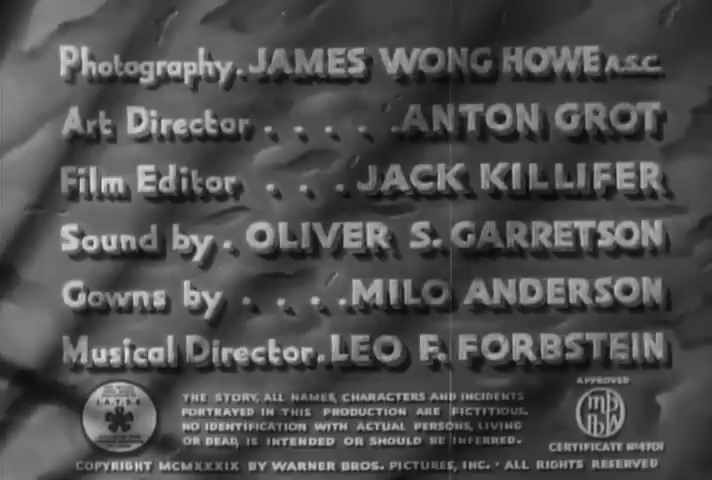 Photography. JAMES WONG HOWE A.S.C.
Art Director . . . . . ANTON GROT
Film Editor . . . JACK KILLIFER
Sound by . OLIVER S. GARRETSON
Gowns by . . . . MILO ANDERSON
Musical Director. LEO F. FORBSTEIN
THE STORY, ALL NAMES, CHARACTERS AND INCIDENTS
PORTRAYED IN THIS PRODUCTION ARE FICTITIOUS.
NO IDENTIFICATION WITH ACTUAL PERSONS, LIVING
OR DEAD, IS INTENDED OR SHOULD BE INFERRED.
APPROVED
CERTIFICATE Nº4701
COPYRIGHT MCMXXXIX BY WARNER BROS. PICTURES, INC. · ALL RIGHTS RESERVED